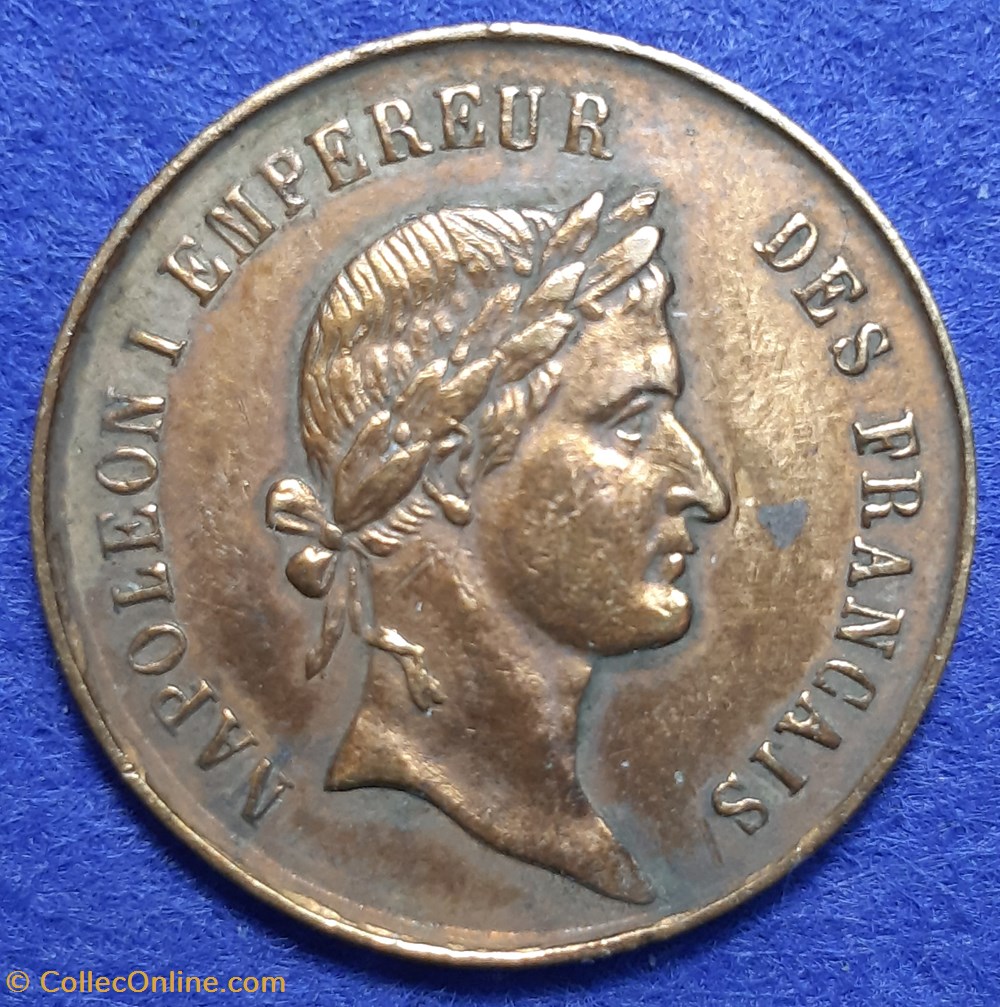 NAPOLEON I EMPEREUR DES FRANCAIS
© CollecOnline.com